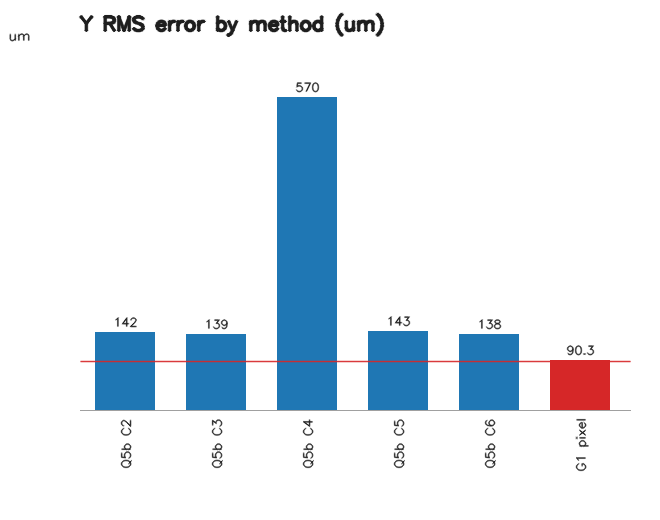 Y RMS error by method (um)
um
570
142
139
143
138
90.3
Q5b C2
Q5b C3
Q5b C4
Q5b C5
Q5b C6
G1 pixel